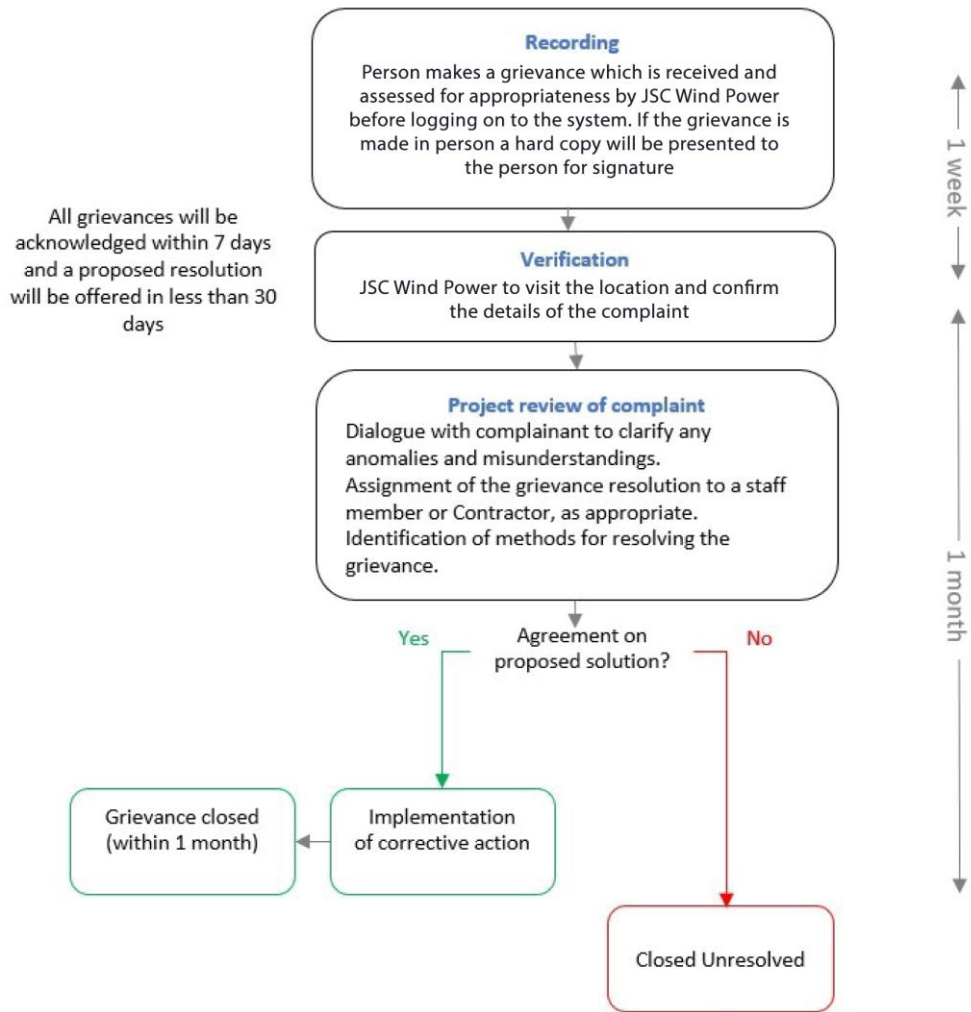 Recording
Person makes a grievance which is received and
assessed for appropriateness by JSC Wind Power
before logging on to the system. If the grievance is
made in person a hard copy will be presented to
the person for signature
1 week
All grievances will be
acknowledged within 7 days
and a proposed resolution
will be offered in less than 30
days
Verification
JSC Wind Power to visit the location and confirm
the details of the complaint
Project review of complaint
Dialogue with complainant to clarify any
anomalies and misunderstandings.
Assignment of the grievance resolution to a staff
member or Contractor, as appropriate.
Identification of methods for resolving the
grievance.
1 month
Yes
Agreement on
proposed solution?
No
Grievance closed
(within 1 month)
Implementation
of corrective action
Closed Unresolved